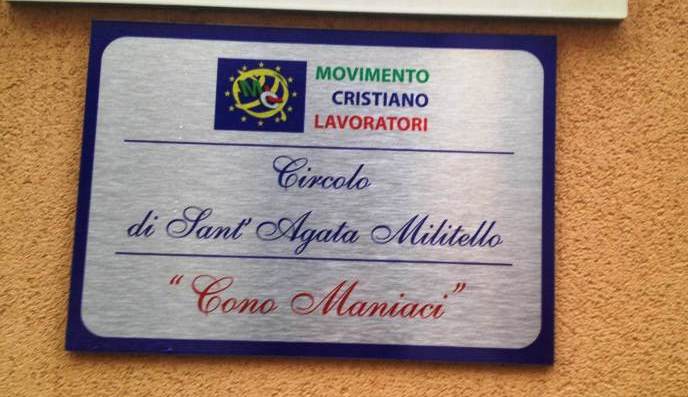 MOVIMENTO
CRISTIANO
LAVORATORI
Circolo
di Sant' Agata Militello
"Cono Maniaci"